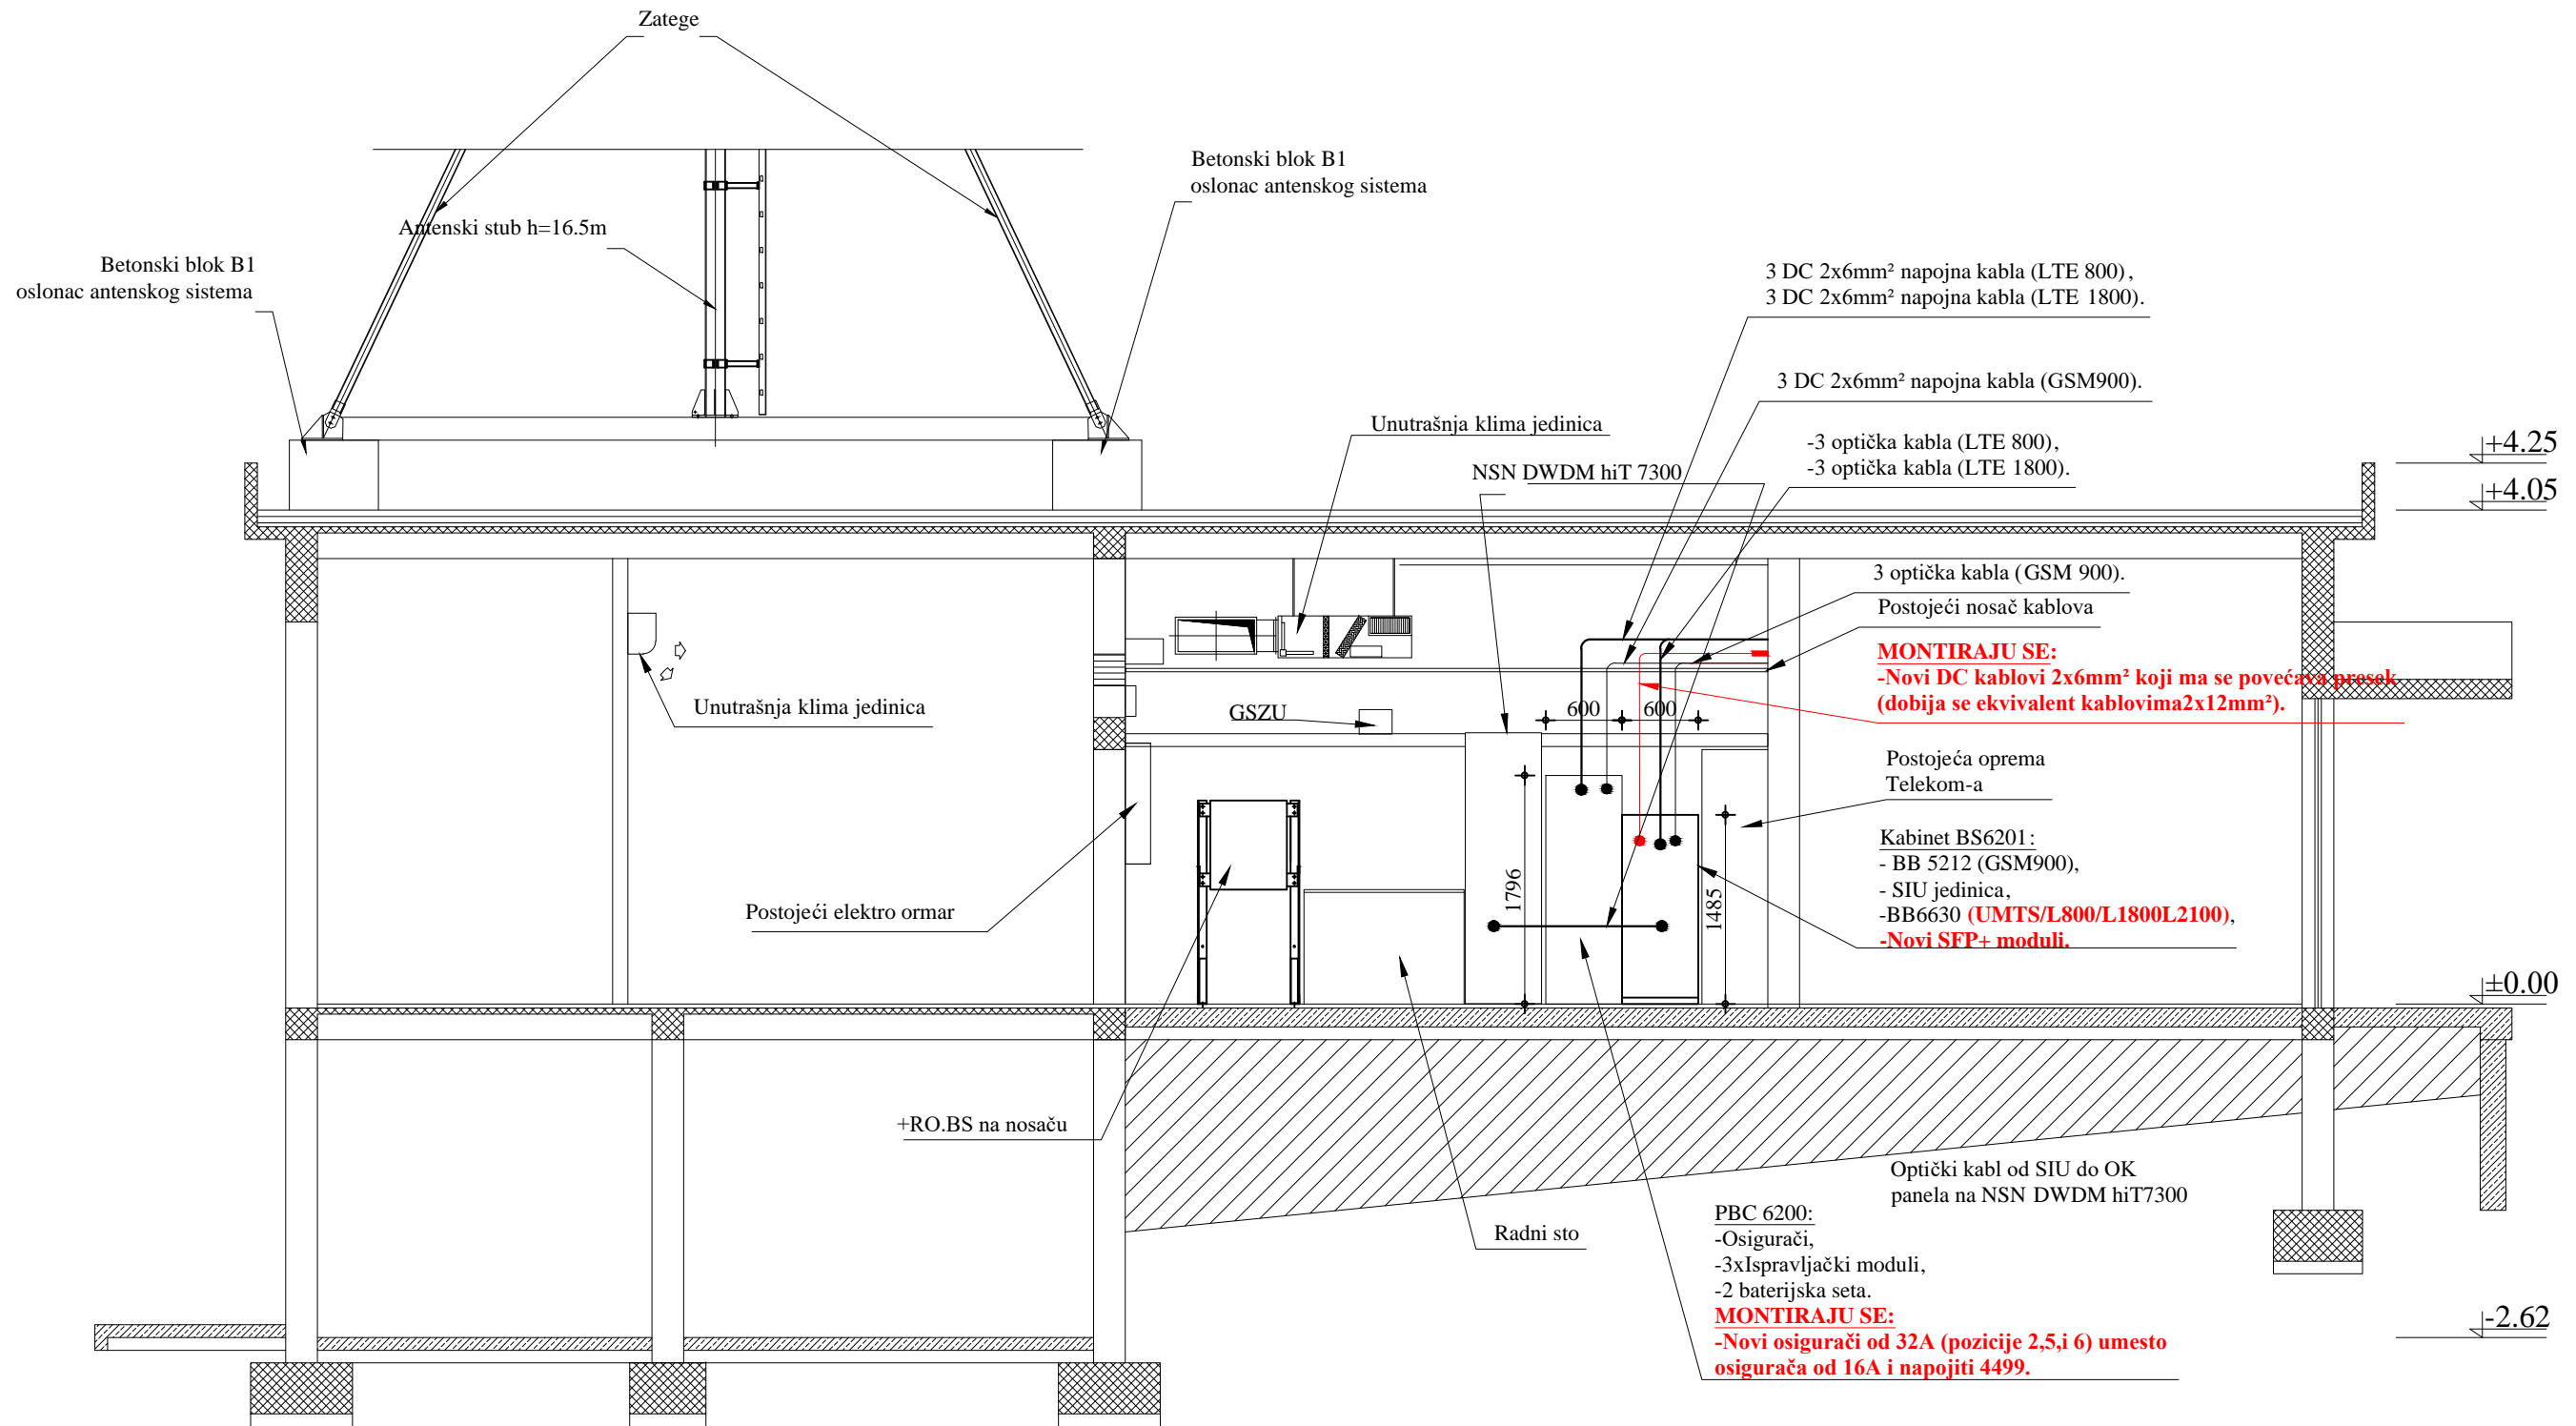 Zatege
Betonski blok B1
oslonac antenskog sistema
Antenski stub h=16.5m
Betonski blok B1
oslonac antenskog sistema
3 DC 2x6mm² napojna kabla (LTE 800),
3 DC 2x6mm² napojna kabla (LTE 1800).
3 DC 2x6mm² napojna kabla (GSM900).
Unutrašnja klima jedinica
-3 optička kabla (LTE 800),
-3 optička kabla (LTE 1800).
NSN DWDM hiT 7300
+4.25
+4.05
3 optička kabla (GSM 900).
Postojeći nosač kablova
MONTIRAJU SE:
-Novi DC kablovi 2x6mm² koji ma se povećava presek
(dobija se ekvivalent kablovima2x12mm²).
Unutrašnja klima jedinica
GSZU
600
600
Postojeća oprema
Telekom-a
Kabinet BS6201:
- BB 5212 (GSM900),
- SIU jedinica,
-BB6630 (UMTS/L800/L1800L2100),
-Novi SFP+ moduli.
1796
1485
Postojeći elektro ormar
±0.00
+RO.BS na nosaču
Optički kabl od SIU do OK
panela na NSN DWDM hiT7300
Radni sto
PBC 6200:
-Osigurači,
-3xIspravljački moduli,
-2 baterijska seta.
MONTIRAJU SE:
-Novi osigurači od 32A (pozicije 2,5,i 6) umesto
osigurača od 16A i napojiti 4499.
-2.62